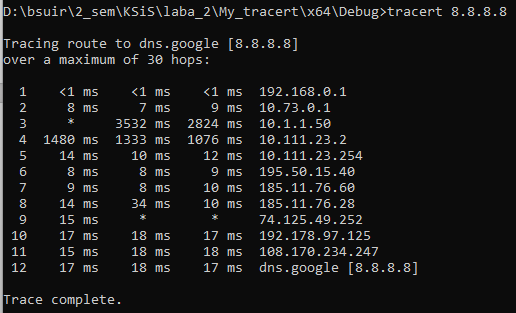 D:\bsuir\2_sem\KSiS\laba_2\My_tracert\x64\Debug>tracert 8.8.8.8
Tracing route to dns.google [8.8.8.8]
over a maximum of 30 hops:
1 <1 ms <1 ms <1 ms 192.168.0.1
2 8 ms 7 ms 9 ms 10.73.0.1
3 * 3532 ms 2824 ms 10.1.1.50
4 1480 ms 1333 ms 1076 ms 10.111.23.2
5 14 ms 10 ms 12 ms 10.111.23.254
6 8 ms 8 ms 9 ms 195.50.15.40
7 9 ms 8 ms 10 ms 185.11.76.60
8 14 ms 34 ms 10 ms 185.11.76.28
9 15 ms * * 74.125.49.252
10 17 ms 18 ms 17 ms 192.178.97.125
11 15 ms 18 ms 18 ms 108.170.234.247
12 17 ms 18 ms 17 ms dns.google [8.8.8.8]
Trace complete.